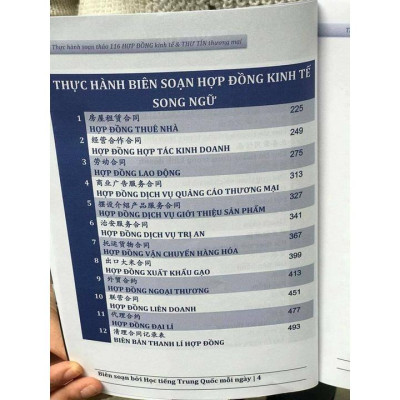 Thực hành soạn thảo 116 HỢP ĐỒNG kinh tế & THƯ TÍN thương mại
THỰC HÀNH BIÊN SOẠN HỢP ĐỒNG KINH TẾ
SONG NGỮ
1 房屋租赁合同 225
HỢP ĐỒNG THUÊ NHÀ
2 经营合作合同 249
HỢP ĐỒNG HỢP TÁC KINH DOANH
3 劳动合同 275
HỢP ĐỒNG LAO ĐỘNG
4 商业广告服务合同 313
HỢP ĐỒNG DỊCH VỤ QUẢNG CÁO THƯƠNG MẠI
5 摆设介绍产品服务合同 327
HỢP ĐỒNG DỊCH VỤ GIỚI THIỆU SẢN PHẨM
6 治安服务合同 341
HỢP ĐỒNG DỊCH VỤ TRỊ AN
7 托运货物合同 367
HỢP ĐỒNG VẬN CHUYỂN HÀNG HÓA
8 出口大米合同 399
HỢP ĐỒNG XUẤT KHẨU GẠO
9 外贸合约 413
HỢP ĐỒNG NGOẠI THƯƠNG
10 联营合同 451
HỢP ĐỒNG LIÊN DOANH
11 代理合约 477
HỢP ĐỒNG ĐẠI LÍ
12 清理合同记录表 493
BIÊN BẢN THANH LÍ HỢP ĐỒNG
Biên soạn bởi Học tiếng Trung Quốc mỗi ngày | 4